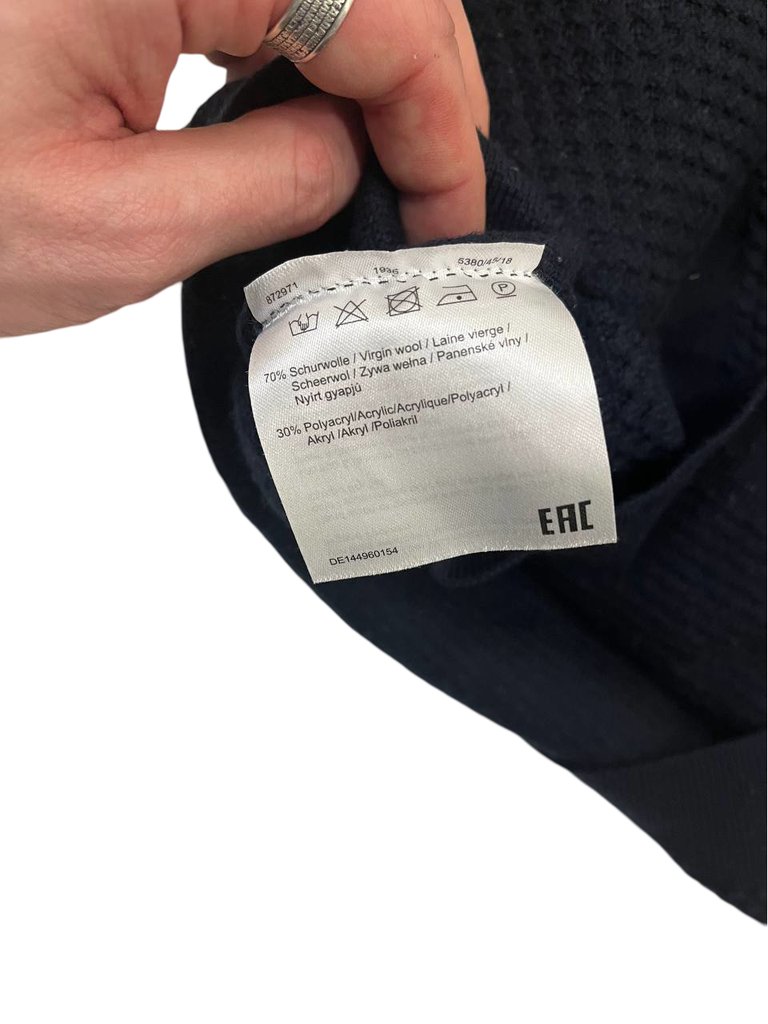 872971 1936 5380/45/18
P
70% Schurwolle / Virgin wool / Laine vierge /
Scheerwol / Zywa wełna / Panenské vlny /
Nyírt gyapjú
30% Polyacryl/Acrylic/Acrylique/Polyacryl /
Akryl /Akryl /Poliakril
EAC
DE144960154